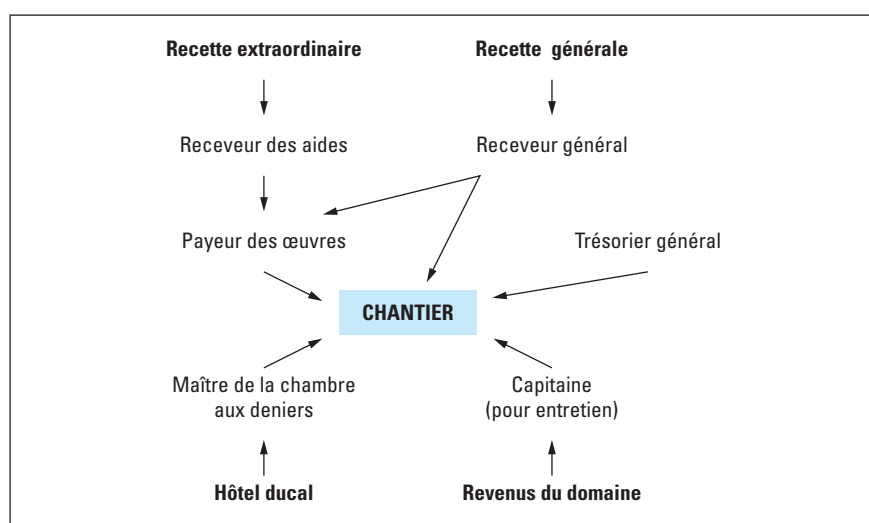 Recette extraordinaire
Recette générale
Receveur des aides
Receveur général
Payeur des œuvres
Trésorier général
CHANTIER
Maître de la chambre
aux deniers
Capitaine
(pour entretien)
Hôtel ducal
Revenus du domaine